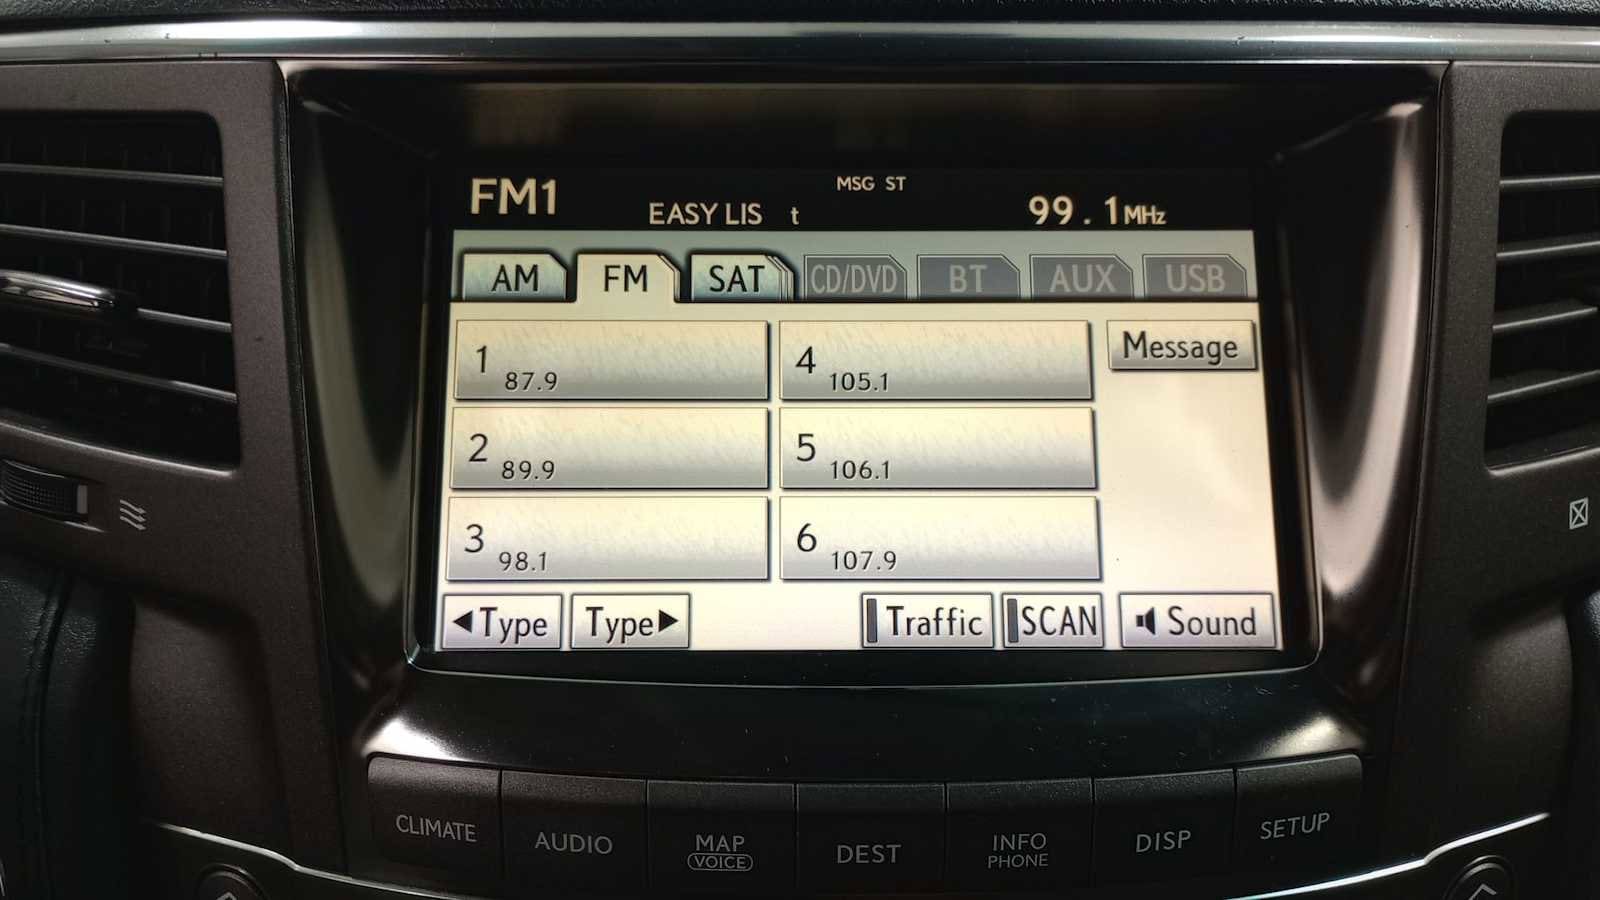 FM1 MSG ST
EASY LIS t 99.1MHz
AM FM SAT CD/DVD BT AUX USB
1 87.9
4 105.1
Message
2 89.9
5 106.1
3 98.1
6 107.9
Type Type Traffic SCAN Sound
CLIMATE
AUDIO
MAP
VOICE
DEST
INFO
PHONE
DISP
SETUP